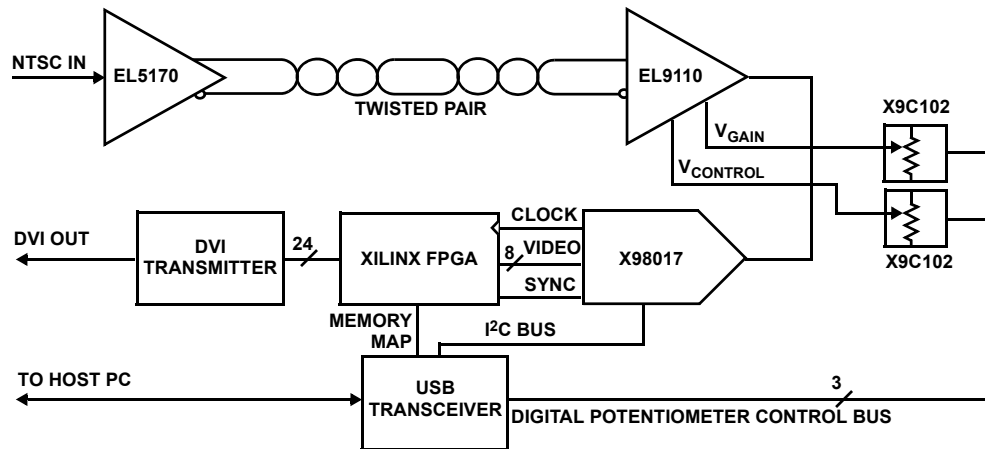 NTSC IN
EL5170
TWISTED PAIR
EL9110
X9C102
VGAIN
VCONTROL
X9C102
DVI OUT
DVI
TRANSMITTER
24
XILINX FPGA
CLOCK
8
VIDEO
SYNC
X98017
MEMORY
MAP
I²C BUS
TO HOST PC
USB
TRANSCEIVER
3
DIGITAL POTENTIOMETER CONTROL BUS